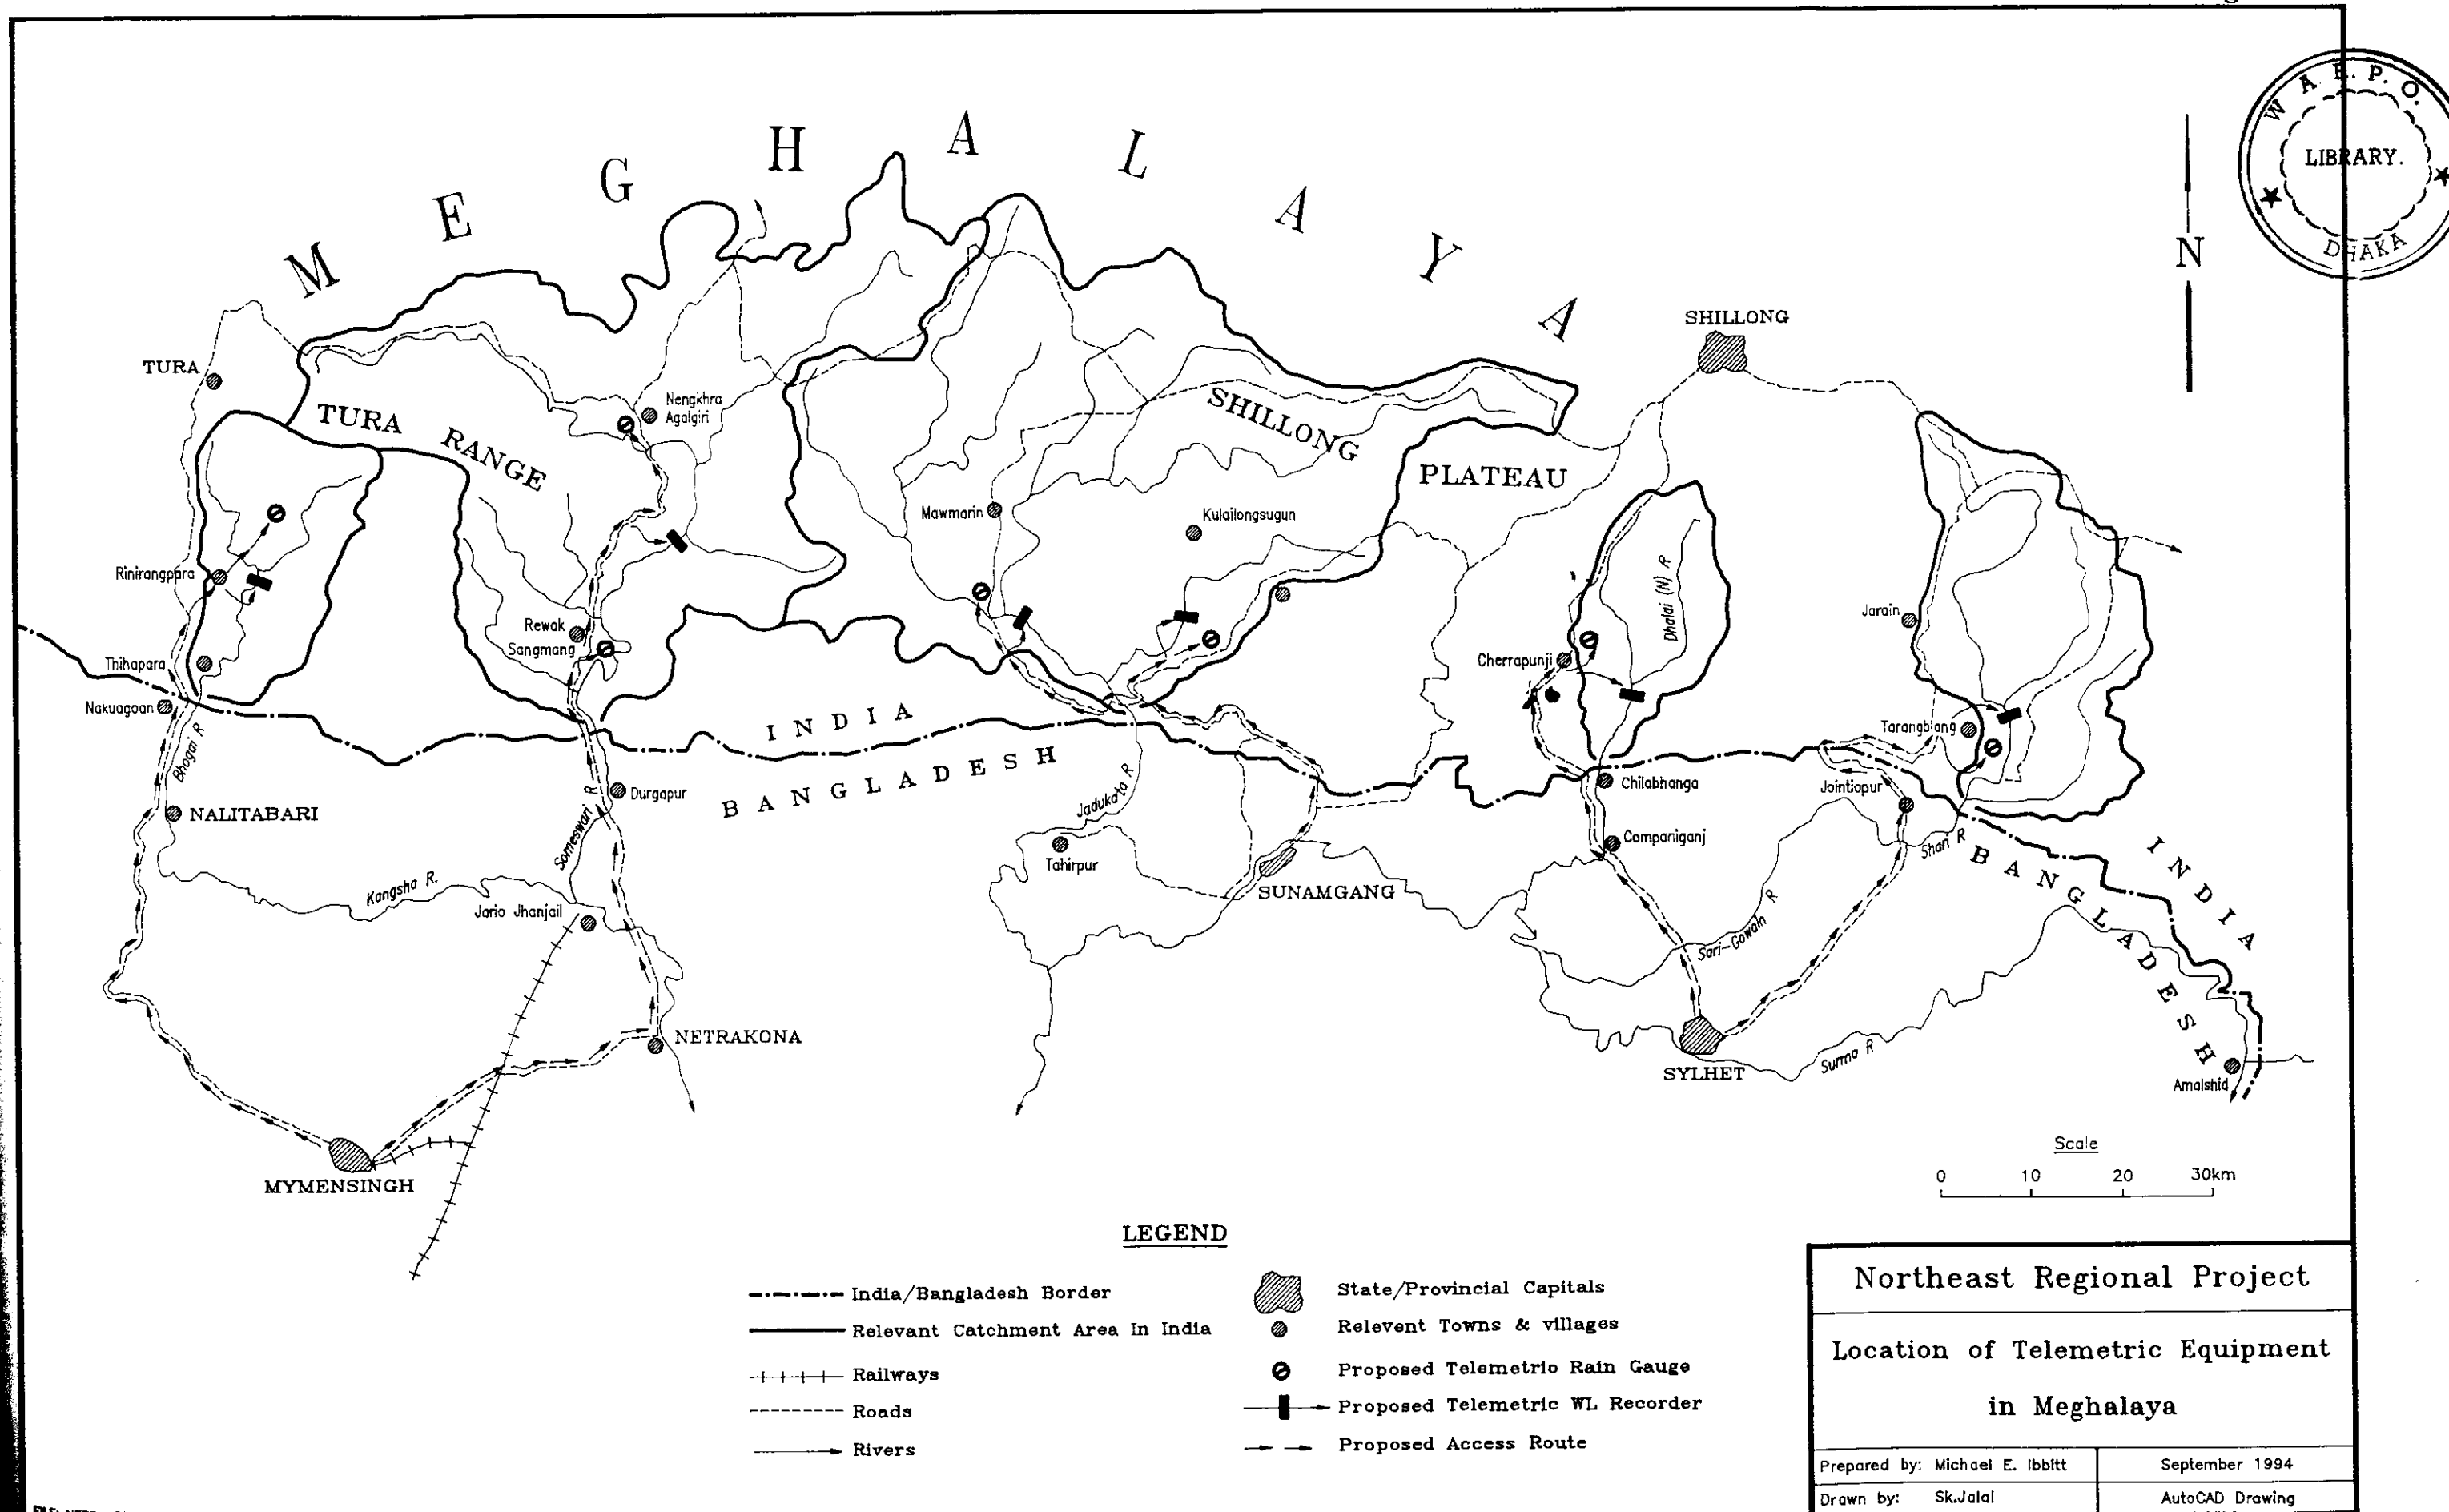 W.A.E.P.O.
LIBRARY.
DHAKA
MEGHALAYA
N
SHILLONG
TURA
Nengkhra
Agalgiri
TURA RANGE
SHILLONG
PLATEAU
Mawmarin
Kulailongsugun
Rinirangpara
Dhalai (N) R
Rewak
Sangmang
Jarain
Thihapara
Cherrapunji
Nakuagoan
INDIA
Tarangblang
BANGLADESH
Bhogai R
Durgapur
Jadukata R
Chilabhanga
Jointiopur
NALITABARI
Someswari R
Tahirpur
Companiganj
Shari R
INDIA
BANGLADESH
Kangsha R.
SUNAMGANG
Jario Jhanjail
Sari-Gowain R
NETRAKONA
SYLHET
Surma R
Amalshid
MYMENSINGH
Scale
0 10 20 30km
LEGEND
India/Bangladesh Border
Relevant Catchment Area In India
Railways
Roads
Rivers
State/Provincial Capitals
Relevent Towns & villages
Proposed Telemetric Rain Gauge
Proposed Telemetric WL Recorder
Proposed Access Route
Northeast Regional Project
Location of Telemetric Equipment
in Meghalaya
Prepared by: Michael E. Ibbitt
September 1994
Drawn by: Sk.Jalal
AutoCAD Drawing